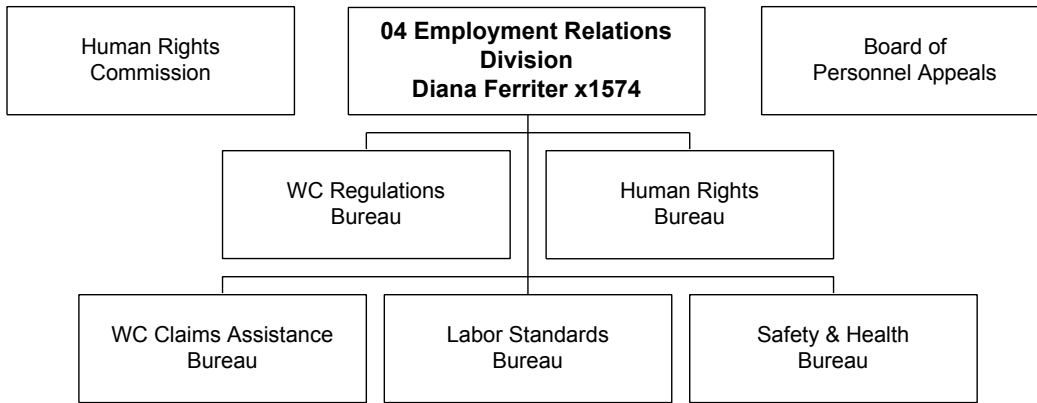 Human Rights
Commission
04 Employment Relations
Division
Diana Ferriter x1574
Board of
Personnel Appeals
WC Regulations
Bureau
Human Rights
Bureau
WC Claims Assistance
Bureau
Labor Standards
Bureau
Safety & Health
Bureau